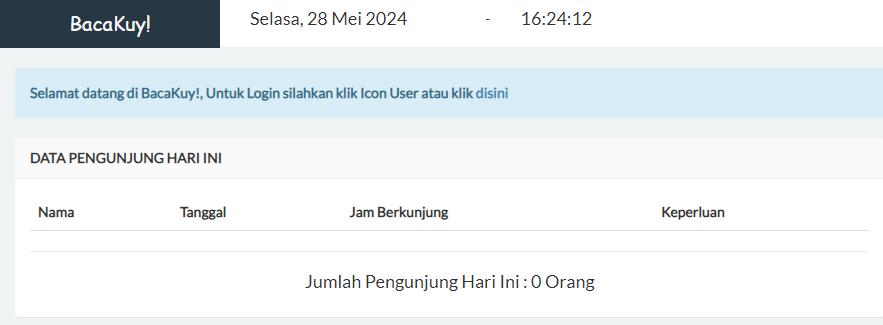 BacaKuy! Selasa, 28 Mei 2024 - 16:24:12
Selamat datang di BacaKuy!, Untuk Login silahkan klik Icon User atau klik disini
DATA PENGUNJUNG HARI INI
Nama Tanggal Jam Berkunjung Keperluan
Jumlah Pengunjung Hari Ini : 0 Orang